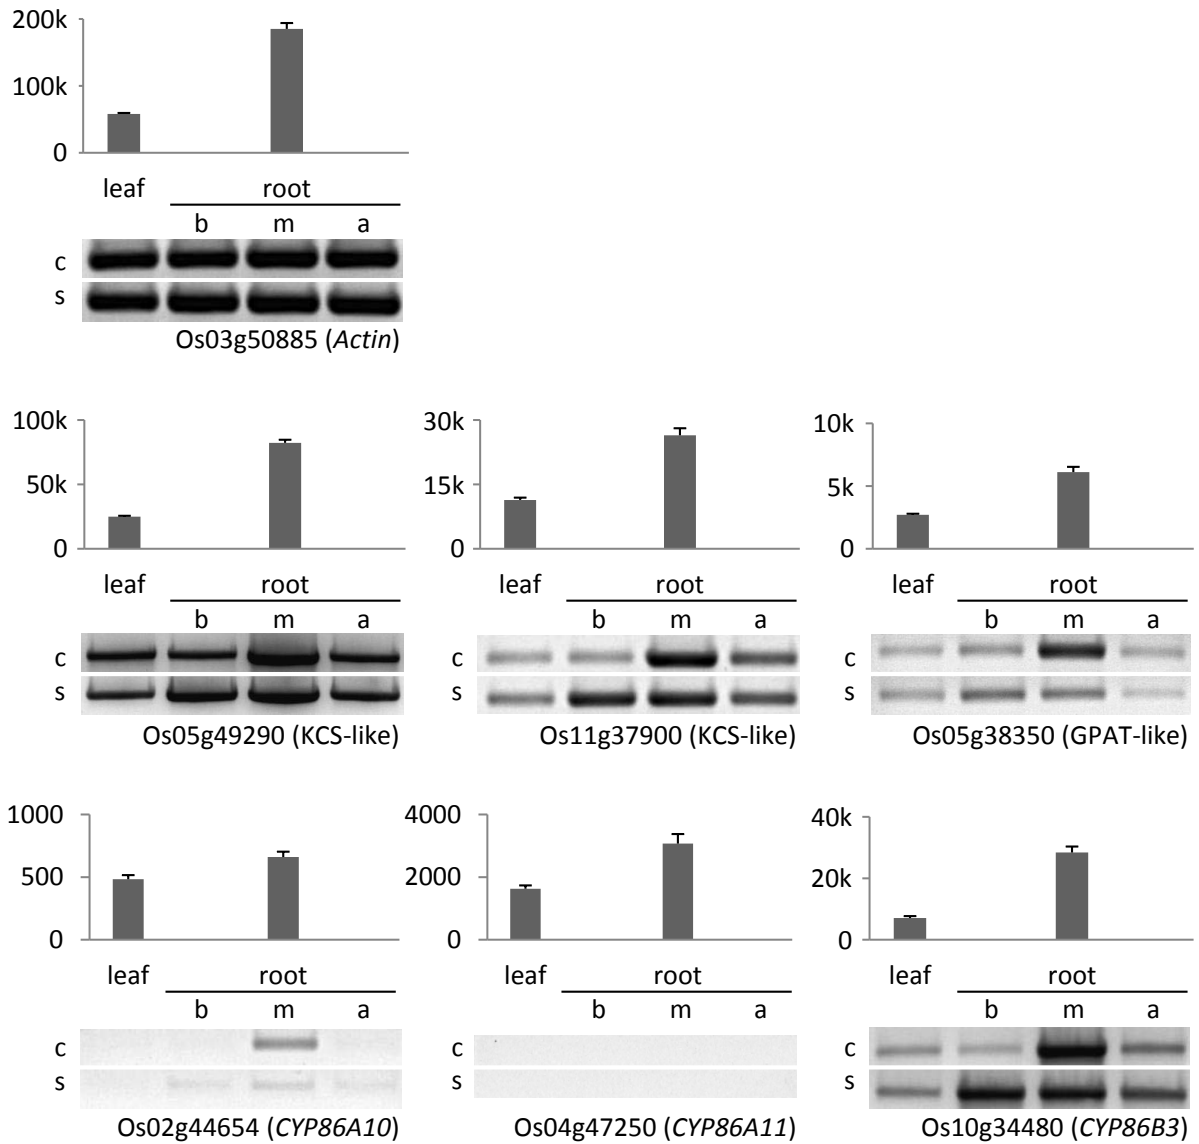 200k
100k
0
leaf root
b m a
c
s
Os03g50885 (Actin)
100k
50k
0
leaf root
b m a
c
s
Os05g49290 (KCS-like)
30k
15k
0
leaf root
b m a
c
s
Os11g37900 (KCS-like)
10k
5k
0
leaf root
b m a
c
s
Os05g38350 (GPAT-like)
1000
500
0
leaf root
b m a
c
s
Os02g44654 (CYP86A10)
4000
2000
0
leaf root
b m a
c
s
Os04g47250 (CYP86A11)
40k
20k
0
leaf root
b m a
c
s
Os10g34480 (CYP86B3)